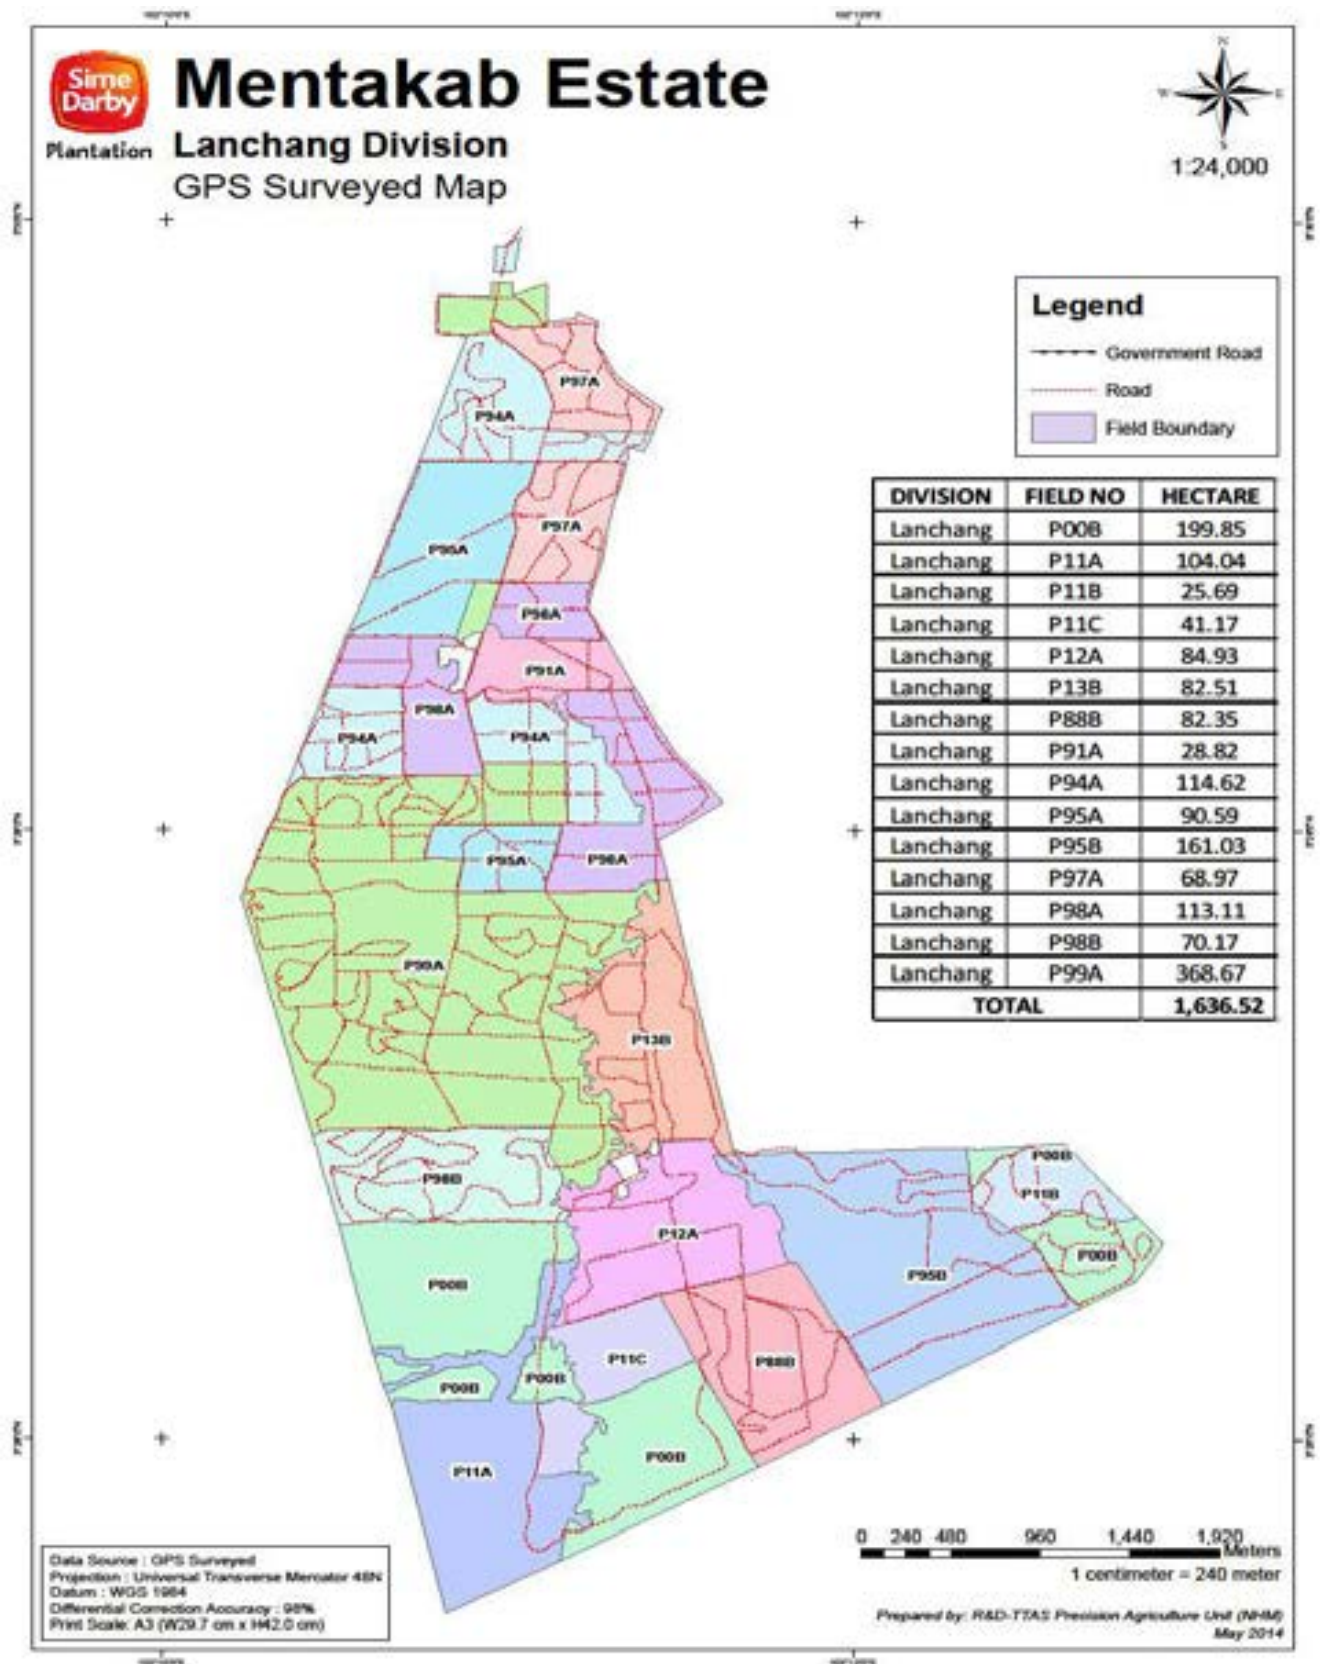 Sime
Darby
Plantation
Mentakab Estate
Lanchang Division
GPS Surveyed Map
N
W E
S
1:24,000
Legend
Government Road
Road
Field Boundary
DIVISION FIELD NO HECTARE
Lanchang P00B 199.85
Lanchang P11A 104.04
Lanchang P11B 25.69
Lanchang P11C 41.17
Lanchang P12A 84.93
Lanchang P13B 82.51
Lanchang P88B 82.35
Lanchang P91A 28.82
Lanchang P94A 114.62
Lanchang P95A 90.59
Lanchang P95B 161.03
Lanchang P97A 68.97
Lanchang P98A 113.11
Lanchang P98B 70.17
Lanchang P99A 368.67
TOTAL 1,636.52
P97A
P94A
P97A
P95A
P98A
P91A
P98A
P94A
P94A
P95A
P98A
P99A
P13B
P00B
P98B
P11B
P12A
P00B
P95B
P00B
P11C
P88B
P00B
P00B
P00B
P11A
0 240 480 960 1,440 1,920
Meters
1 centimeter = 240 meter
Data Source : GPS Surveyed
Projection : Universal Transverse Mercator 48N
Datum : WGS 1984
Differential Correction Accuracy : 98%
Print Scale: A3 (W29.7 cm x H42.0 cm)
Prepared by: R&D-TTAS Precision Agriculture Unit (NHM)
May 2014